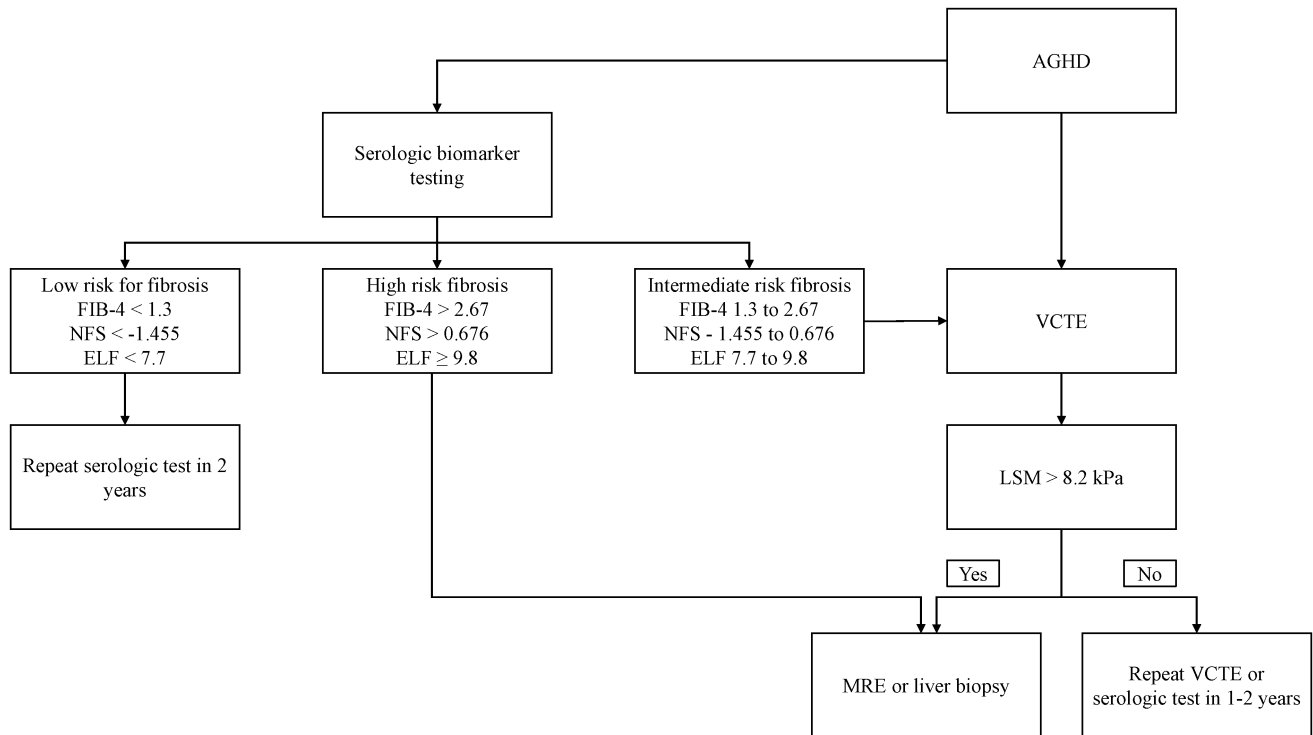 AGHD
Serologic biomarker
testing
Low risk for fibrosis
FIB-4 < 1.3
NFS < -1.455
ELF < 7.7
High risk fibrosis
FIB-4 > 2.67
NFS > 0.676
ELF ≥ 9.8
Intermediate risk fibrosis
FIB-4 1.3 to 2.67
NFS - 1.455 to 0.676
ELF 7.7 to 9.8
VCTE
Repeat serologic test in 2
years
LSM > 8.2 kPa
Yes
No
MRE or liver biopsy
Repeat VCTE or
serologic test in 1-2 years